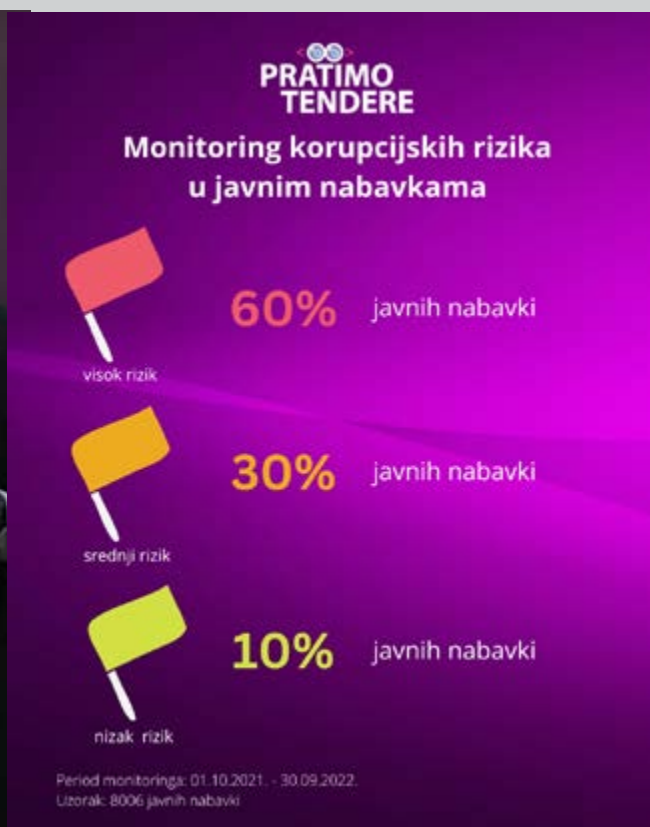 PRATIMO
TENDERE
Monitoring korupcijskih rizika
u javnim nabavkama
60% javnih nabavki
visok rizik
30% javnih nabavki
srednji rizik
10% javnih nabavki
nizak rizik
Period monitoringa: 01.10.2021. - 30.09.2022.
Uzorak: 8006 javnih nabavki